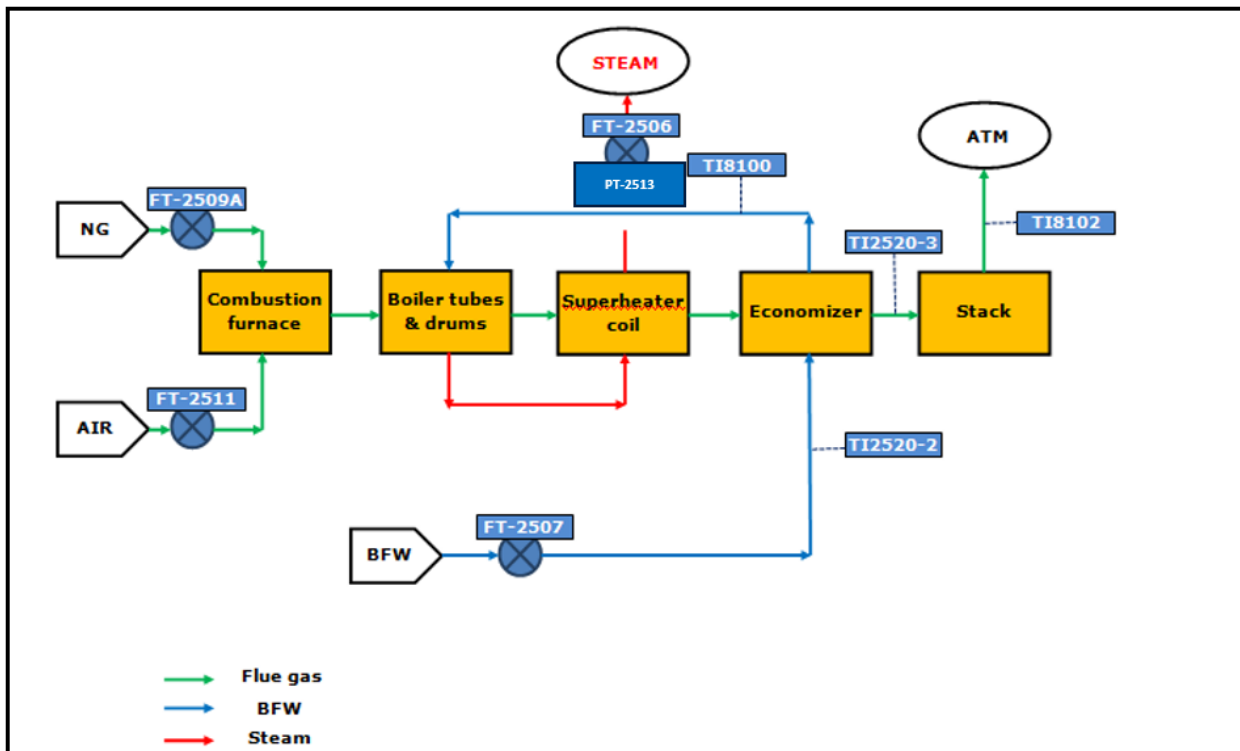 STEAM
FT-2506
PT-2513
TI8100
ATM
FT-2509A
NG
TI8102
TI2520-3
Combustion
furnace
Boiler tubes
& drums
Superheater
coil
Economizer
Stack
FT-2511
AIR
TI2520-2
FT-2507
BFW
Flue gas
BFW
Steam